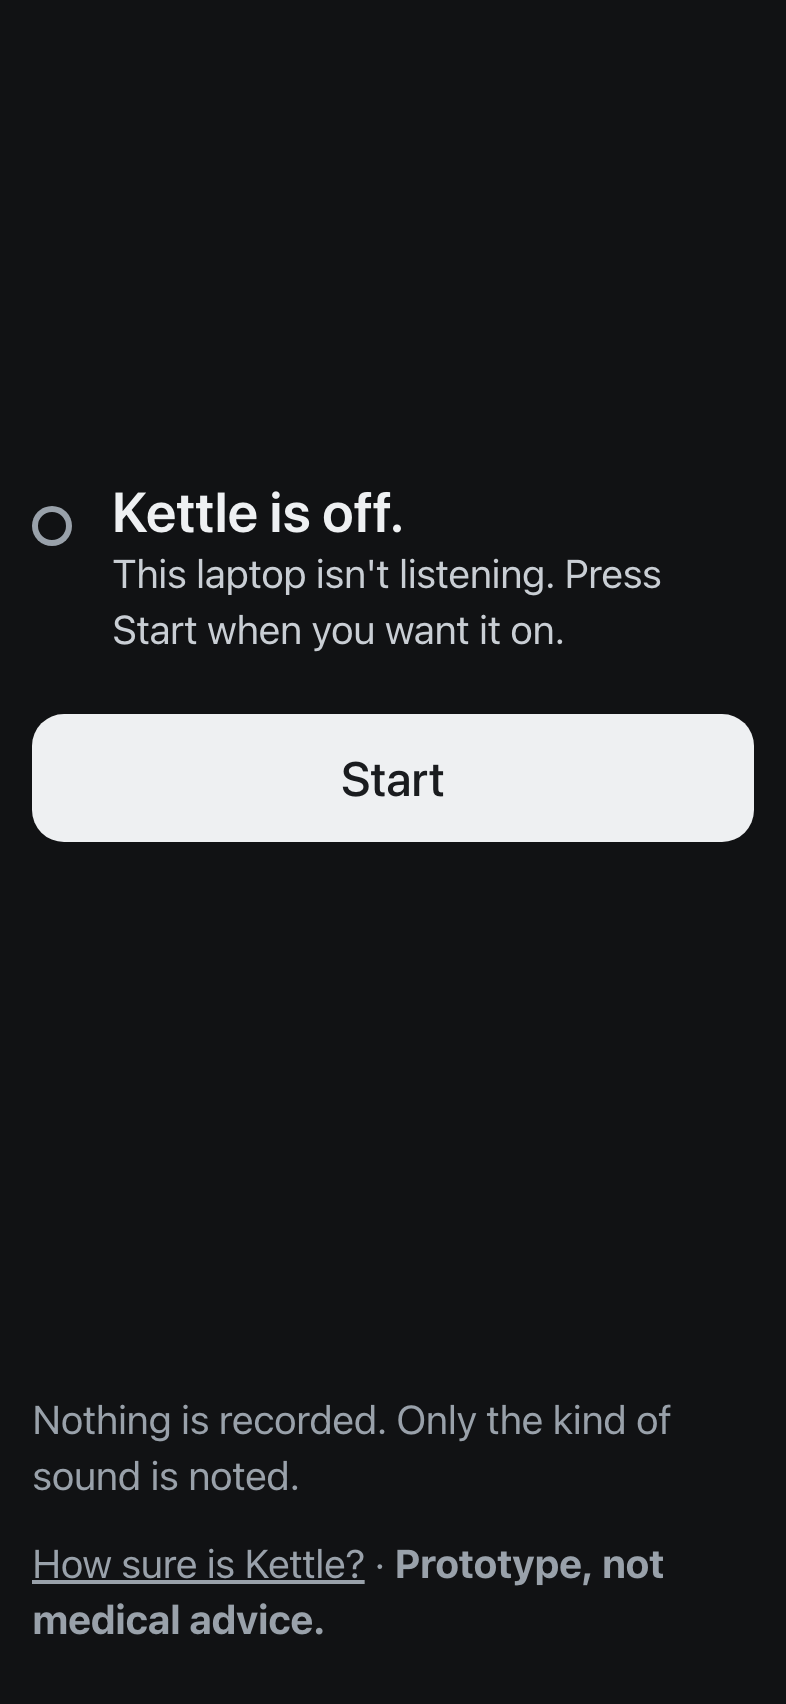 Kettle is off.
This laptop isn't listening. Press
Start when you want it on.
Start
Nothing is recorded. Only the kind of
sound is noted.
How sure is Kettle? · Prototype, not
medical advice.